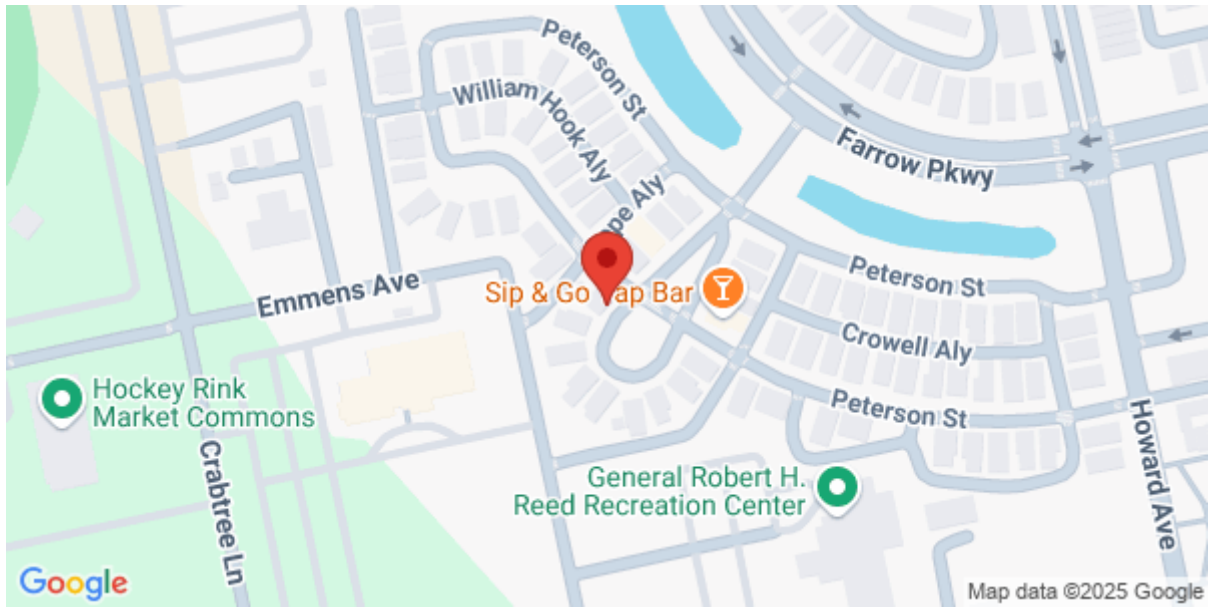 Peterson St
William Hook Aly
Farrow Pkwy
Emmens Ave
Sip & Go Tap Bar
Peterson St
Crowell Aly
Hockey Rink
Market Commons
Peterson St
Howard Ave
Crabtree Ln
General Robert H.
Reed Recreation Center
Google
Map data ©2025 Google